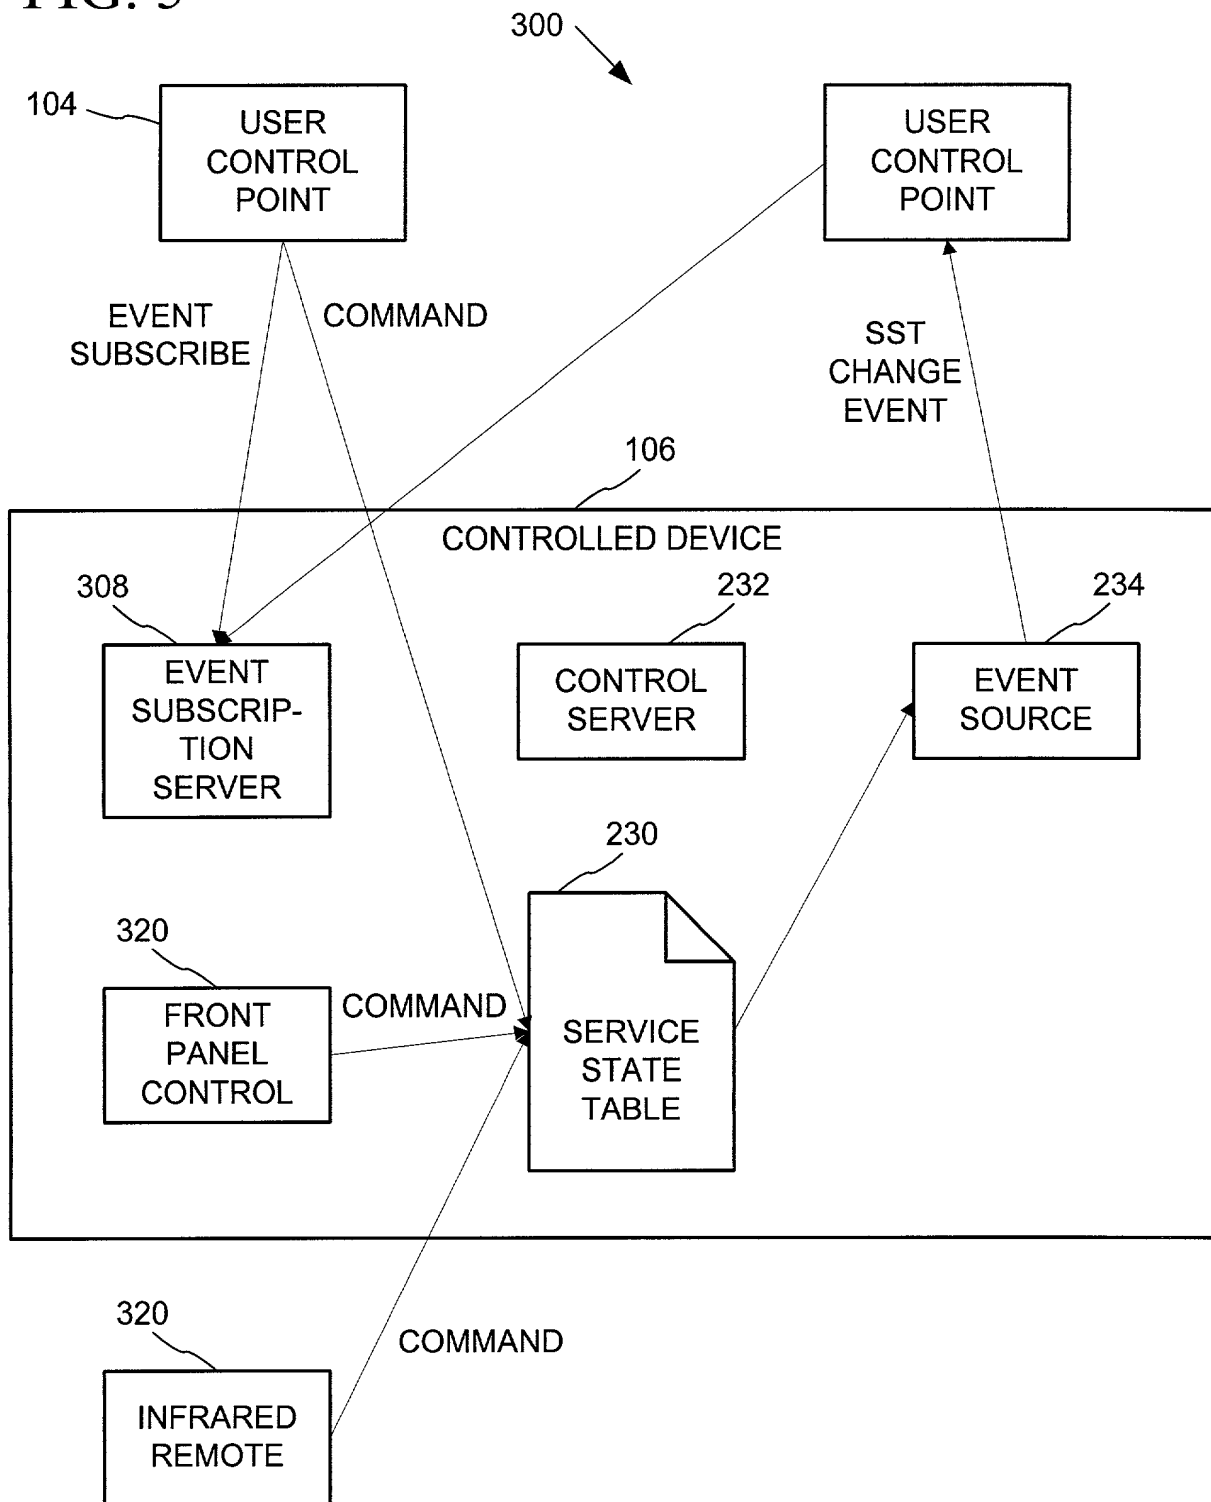 300
104
USER
CONTROL
POINT
USER
CONTROL
POINT
EVENT
SUBSCRIBE
COMMAND
SST
CHANGE
EVENT
106
CONTROLLED DEVICE
308
232
234
EVENT
SUBSCRIP-
TION
SERVER
CONTROL
SERVER
EVENT
SOURCE
230
320
FRONT
PANEL
CONTROL
COMMAND
SERVICE
STATE
TABLE
320
COMMAND
INFRARED
REMOTE